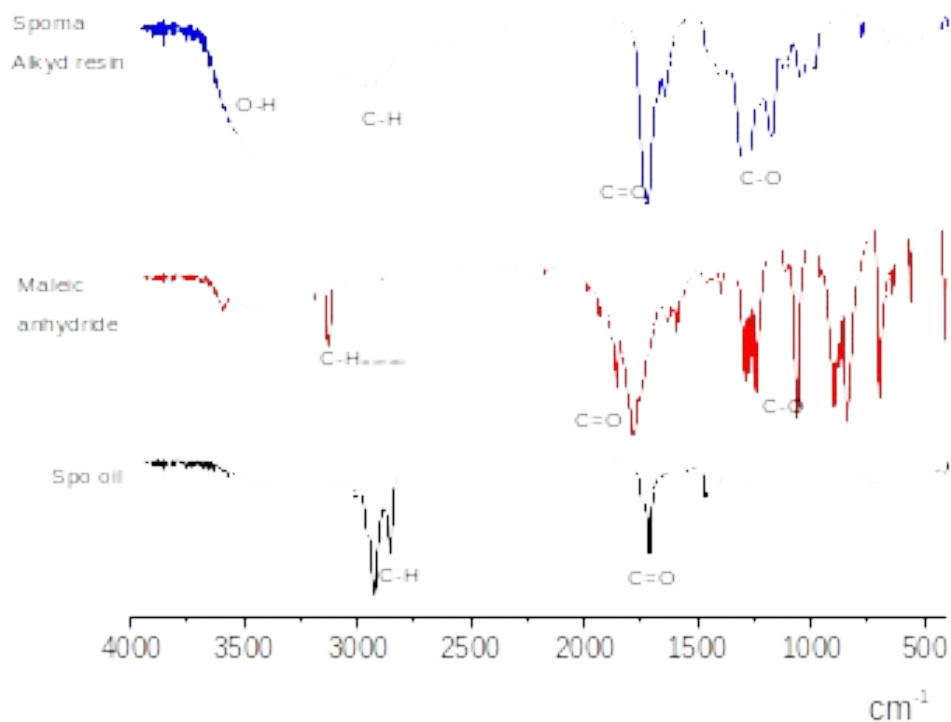 Spoma
Alkyd resin
O-H
C-H
C=O
C-O
Maleic
anhydride
C-H
C=O
C-O
Spo oil
C-H
C=O
4000 3500 3000 2500 2000 1500 1000 500
cm-1